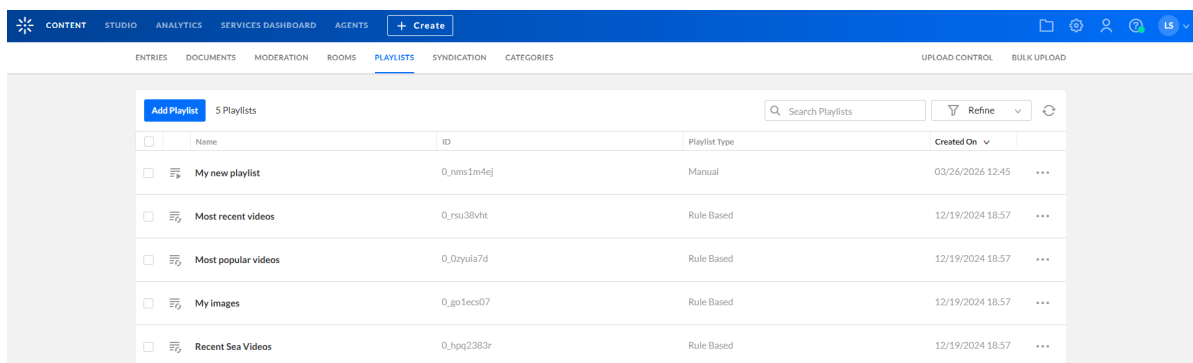 CONTENT STUDIO ANALYTICS SERVICES DASHBOARD AGENTS + Create LS
ENTRIES DOCUMENTS MODERATION ROOMS PLAYLISTS SYNDICATION CATEGORIES UPLOAD CONTROL BULK UPLOAD
Add Playlist 5 Playlists Search Playlists Refine
Name ID Playlist Type Created On
My new playlist 0_nms1m4ej Manual 03/26/2026 12:45
Most recent videos 0_rsu38vht Rule Based 12/19/2024 18:57
Most popular videos 0_0zyuia7d Rule Based 12/19/2024 18:57
My images 0_go1ecs07 Rule Based 12/19/2024 18:57
Recent Sea Videos 0_hpq2383r Rule Based 12/19/2024 18:57